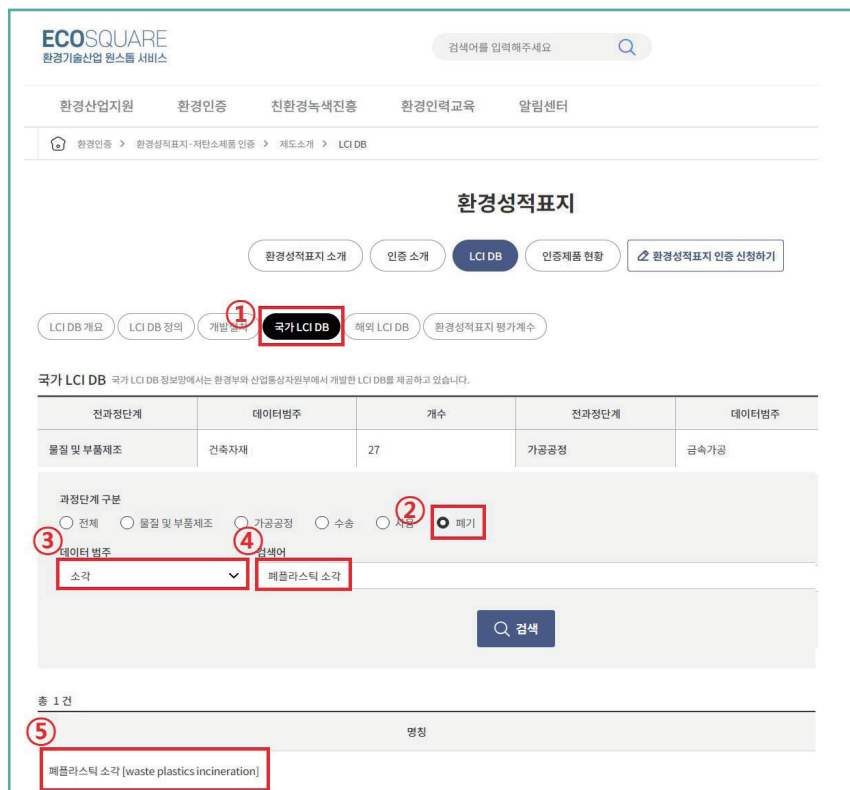 ECOSQUARE
환경기술산업 원스톱 서비스
검색어를 입력해주세요
환경산업지원 환경인증 친환경녹색진흥 환경인력교육 알림센터
환경인증 > 환경성적표지·저탄소제품 인증 > 제도소개 > LCI DB
환경성적표지
환경성적표지 소개 인증 소개 LCI DB 인증제품 현황 환경성적표지 인증 신청하기
①
LCI DB 개요 LCI DB 정의 국가 LCI DB 해외 LCI DB 환경성적표지 평가계수
국가 LCI DB 국가 LCI DB 정보망에서는 환경부와 산업통상자원부에서 개발한 LCI DB를 제공하고 있습니다.
전과정단계 데이터범주 개수 전과정단계 데이터범주
물질 및 부품제조 건축자재 27 가공공정 금속가공
과정단계 구분
②
전체 물질 및 부품제조 가공공정 수송 사용 폐기
③ ④
데이터 범주 검색어
소각 폐플라스틱 소각
검색
총 1 건
⑤
명칭
폐플라스틱 소각 [waste plastics incineration]